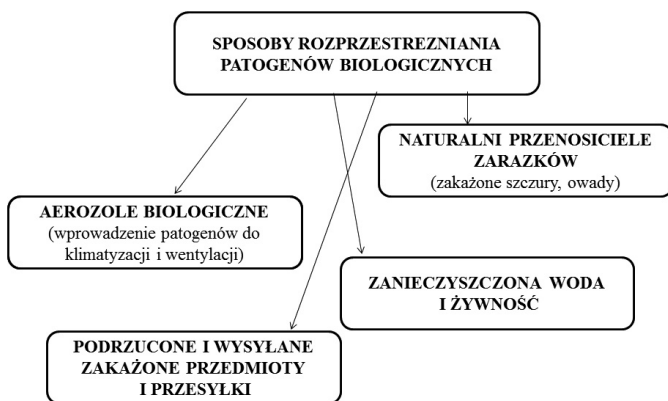 SPOSOBY ROZPRZESTREZNIANIA
PATOGENÓW BIOLOGICZNYCH
NATURALNI PRZENOSICIELE
ZARAZKÓW
(zakażone szczury, owady)
AEROZOLE BIOLOGICZNE
(wprowadzenie patogenów do
klimatyzacji i wentylacji)
ZANIECZYSZCZONA WODA
I ŻYWNOŚĆ
PODRZUCONE I WYSYŁANE
ZAKAŻONE PRZEDMIOTY
I PRZESYŁKI